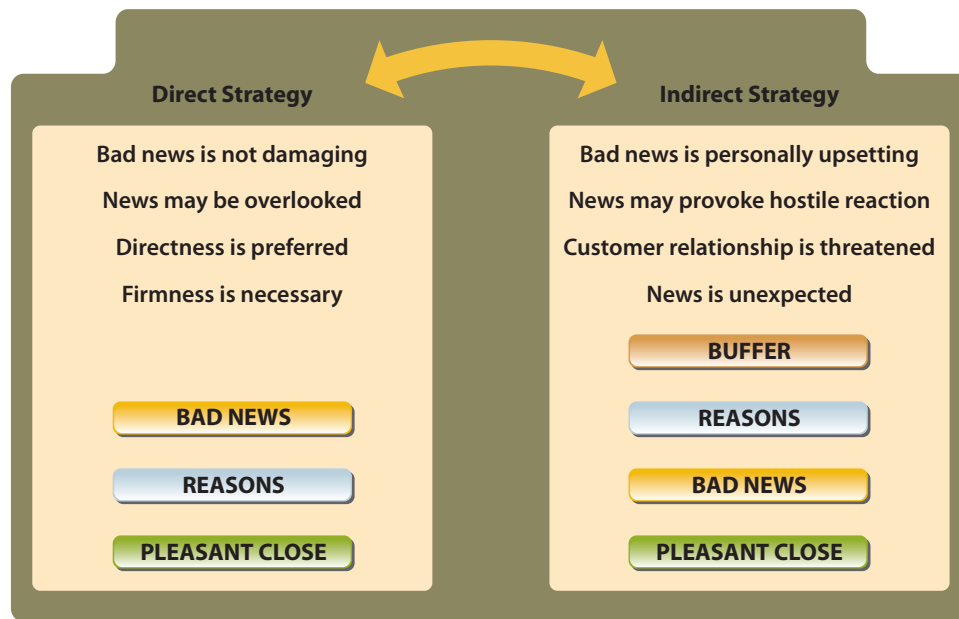 Direct Strategy
Bad news is not damaging
News may be overlooked
Directness is preferred
Firmness is necessary
BAD NEWS
REASONS
PLEASANT CLOSE
Indirect Strategy
Bad news is personally upsetting
News may provoke hostile reaction
Customer relationship is threatened
News is unexpected
BUFFER
REASONS
BAD NEWS
PLEASANT CLOSE